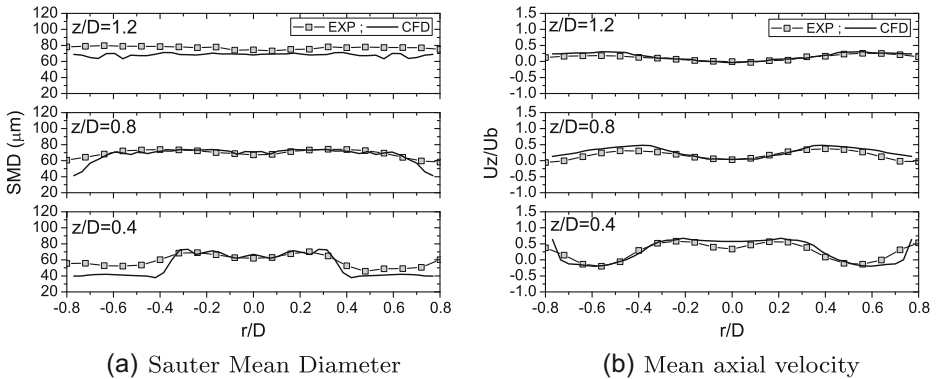 z/D=1.2
EXP ; CFD
120
100
80
60
40
20
z/D=0.8
120
100
80
60
40
20
z/D=0.4
120
100
80
60
40
20
SMD (μm)
-0.8 -0.6 -0.4 -0.2 0.0 0.2 0.4 0.6 0.8
r/D
(a) Sauter Mean Diameter
z/D=1.2
EXP ; CFD
1.5
1.0
0.5
0.0
-0.5
-1.0
z/D=0.8
1.5
1.0
0.5
0.0
-0.5
-1.0
z/D=0.4
1.5
1.0
0.5
0.0
-0.5
-1.0
Uz/Ub
-0.8 -0.6 -0.4 -0.2 0.0 0.2 0.4 0.6 0.8
r/D
(b) Mean axial velocity